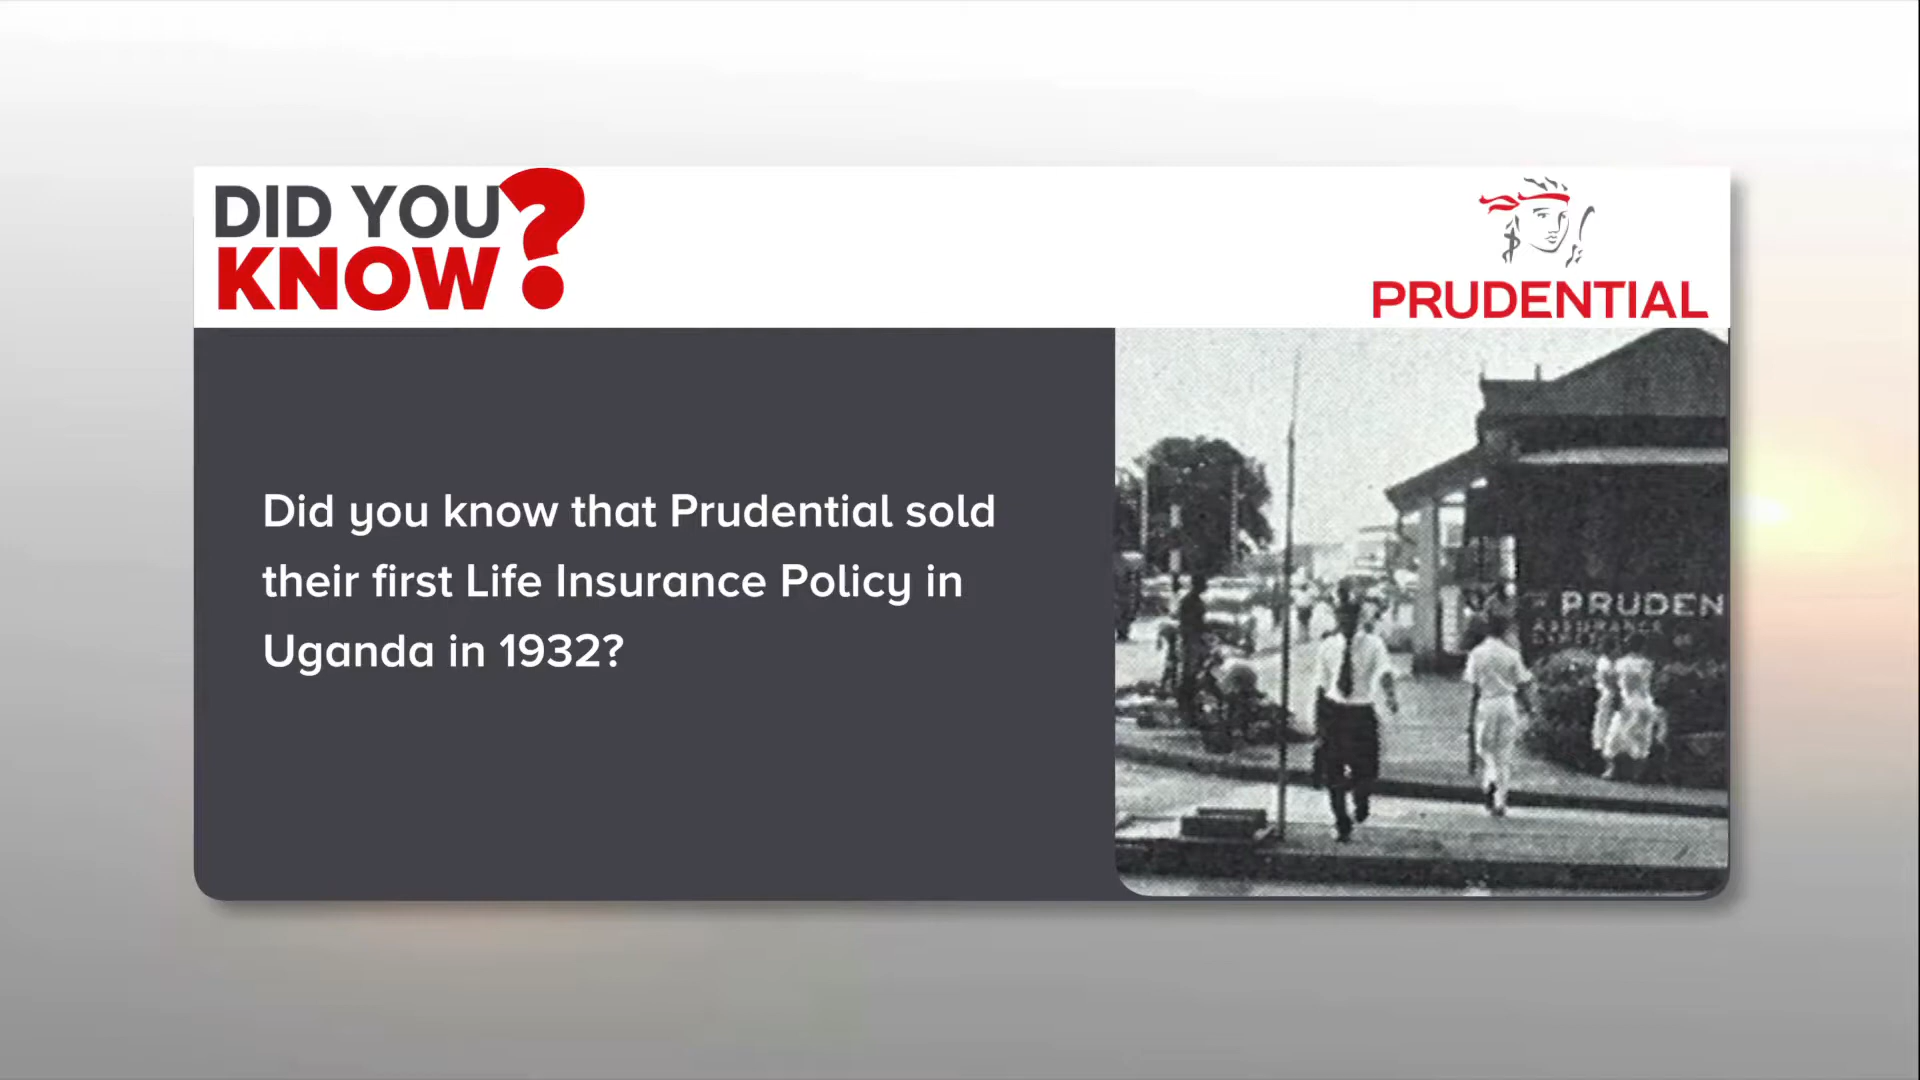 DID YOU
KNOW?
PRUDENTIAL
Did you know that Prudential sold
their first Life Insurance Policy in
Uganda in 1932?
PRUDEN
ASSURANCE